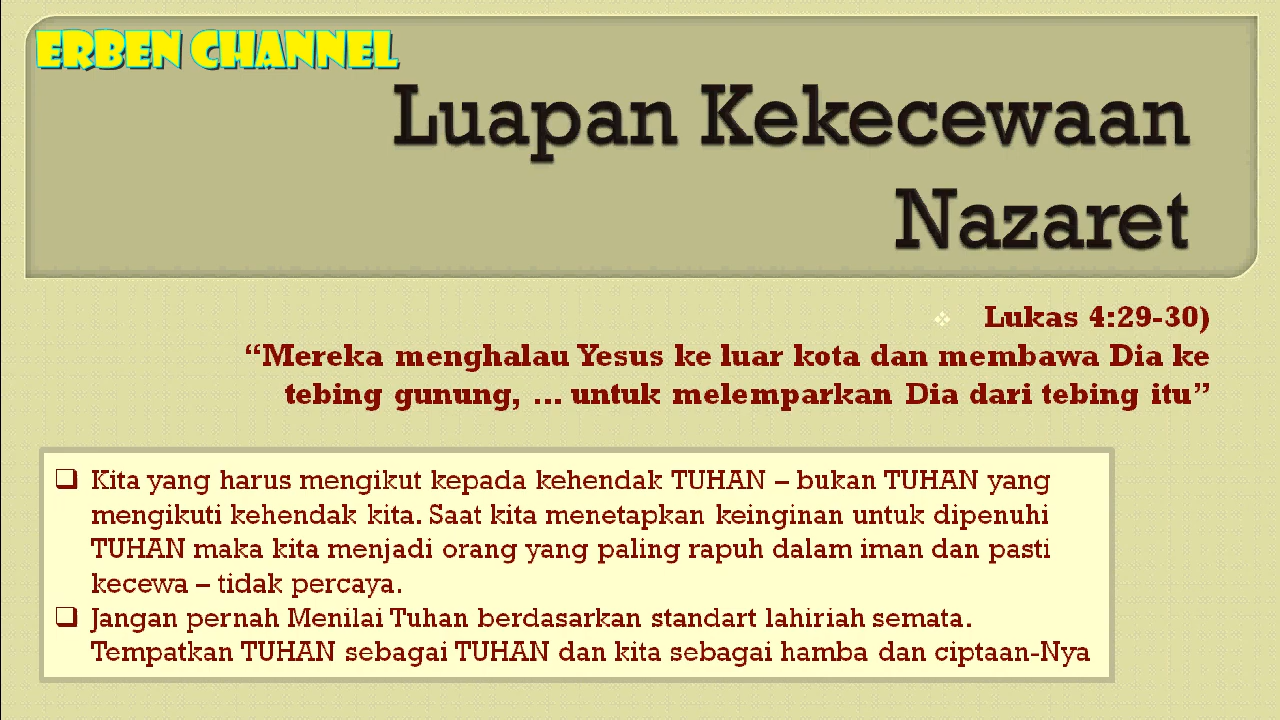 ERBEN CHANNEL
Luapan Kekecewaan
Nazaret
Lukas 4:29-30)
“Mereka menghalau Yesus ke luar kota dan membawa Dia ke
tebing gunung, ... untuk melemparkan Dia dari tebing itu”
Kita yang harus mengikut kepada kehendak TUHAN – bukan TUHAN yang
mengikuti kehendak kita. Saat kita menetapkan keinginan untuk dipenuhi
TUHAN maka kita menjadi orang yang paling rapuh dalam iman dan pasti
kecewa – tidak percaya.
Jangan pernah Menilai Tuhan berdasarkan standart lahiriah semata.
Tempatkan TUHAN sebagai TUHAN dan kita sebagai hamba dan ciptaan-Nya